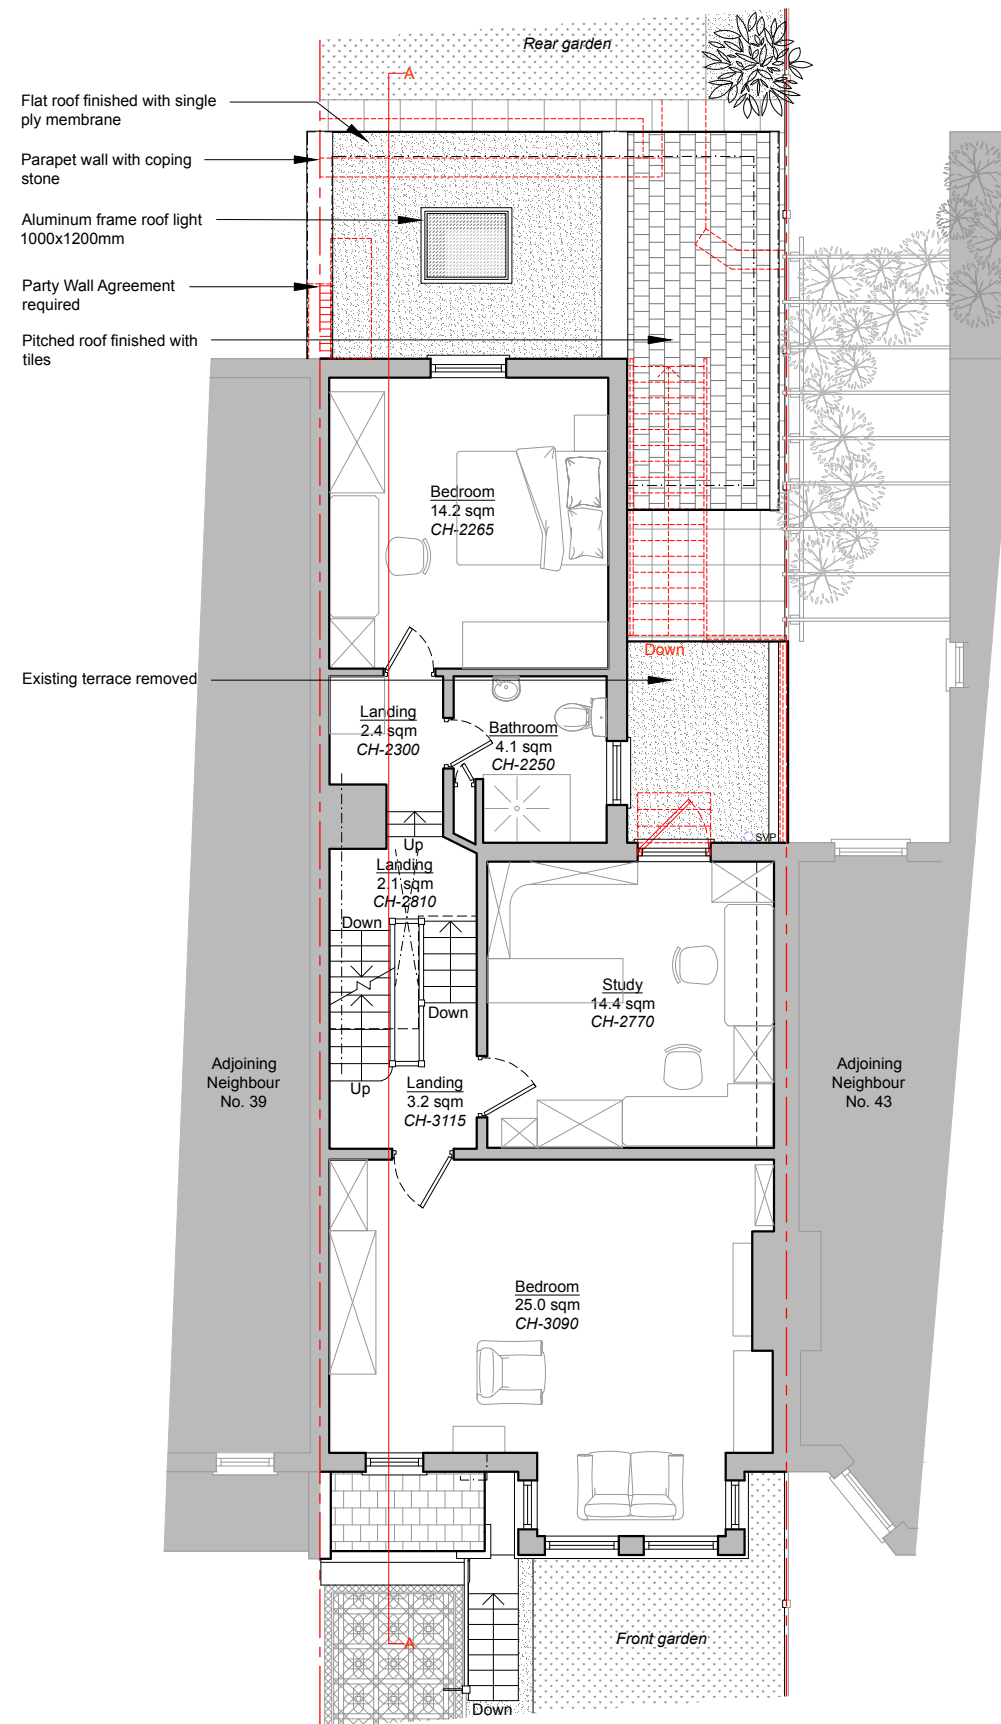 Rear garden
A
Flat roof finished with single
ply membrane
Parapet wall with coping
stone
Aluminum frame roof light
1000x1200mm
Party Wall Agreement
required
Pitched roof finished with
tiles
Bedroom
14.2 sqm
CH-2265
Down
Existing terrace removed
Landing
2.4 sqm
CH-2300
Bathroom
4.1 sqm
CH-2250
SVP
Up
Landing
2.1 sqm
CH-2810
Down
Study
14.4 sqm
CH-2770
Down
Up
Landing
3.2 sqm
CH-3115
Adjoining
Neighbour
No. 39
Adjoining
Neighbour
No. 43
Bedroom
25.0 sqm
CH-3090
Front garden
A
Down